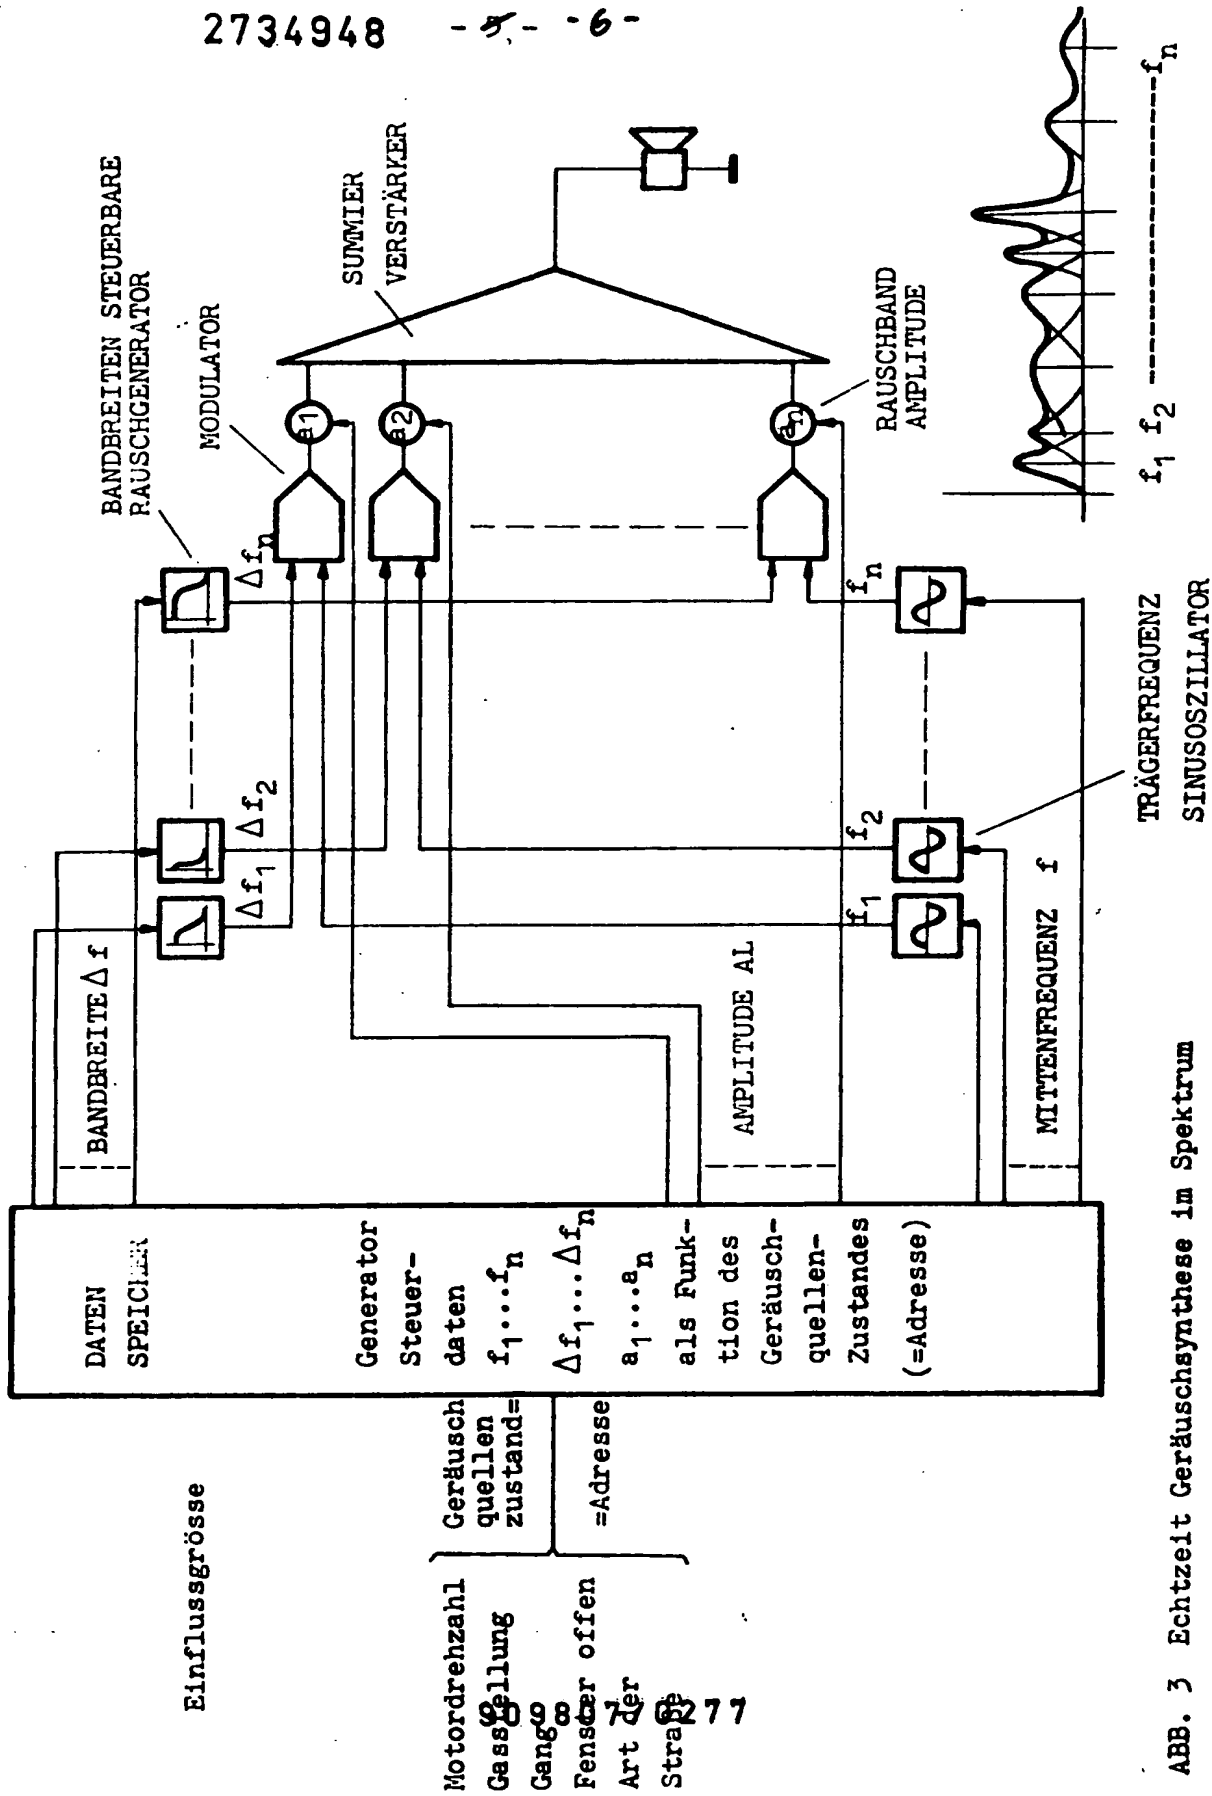 2734948 - 5. - - 6 -
Einflussgrösse
Motordrehzahl
Gasstellung
Gang
Fenster offen
Art der
Straße
Geräusch
quellen
zustand=
=Adresse
DATEN
SPEICHER
Generator
Steuer-
daten
f1...fn
Δf1...Δfn
a1...an
als Funk-
tion des
Geräusch-
quellen-
Zustandes
(=Adresse)
BANDBREITE Δf
AMPLITUDE AL
MITTENFREQUENZ f
Δf1 Δf2 Δfn
f1 f2 fn
BANDBREITEN STEUERBARE
RAUSCHGENERATOR
MODULATOR
a1
a2
an
SUMMIER
VERSTÄRKER
RAUSCHBAND
AMPLITUDE
TRÄGERFREQUENZ
SINUSOSZILLATOR
f1 f2 ------------------fn
ABB. 3 Echtzeit Geräuschsynthese im Spektrum